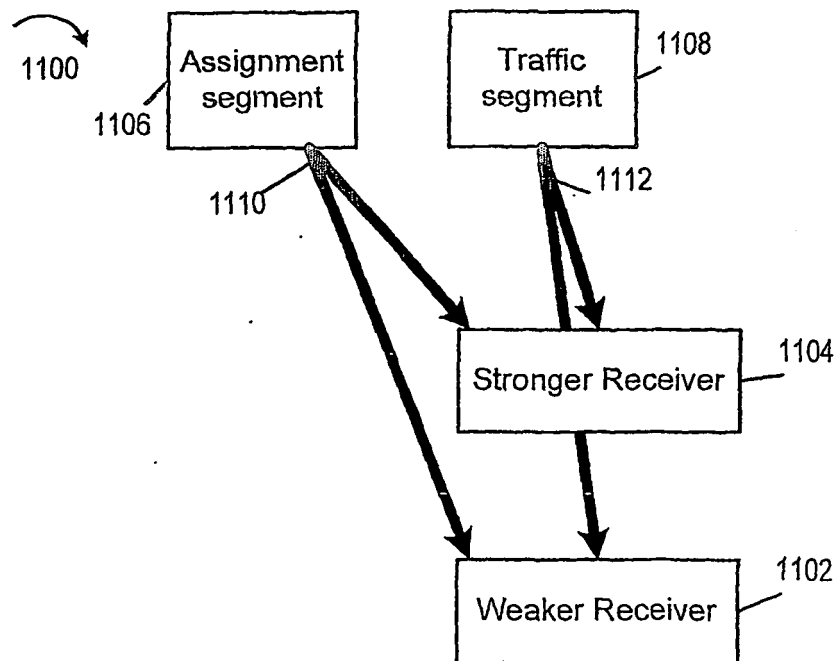 1100
Assignment
segment
1106
Traffic
segment
1108
1110
1112
Stronger Receiver
1104
Weaker Receiver
1102